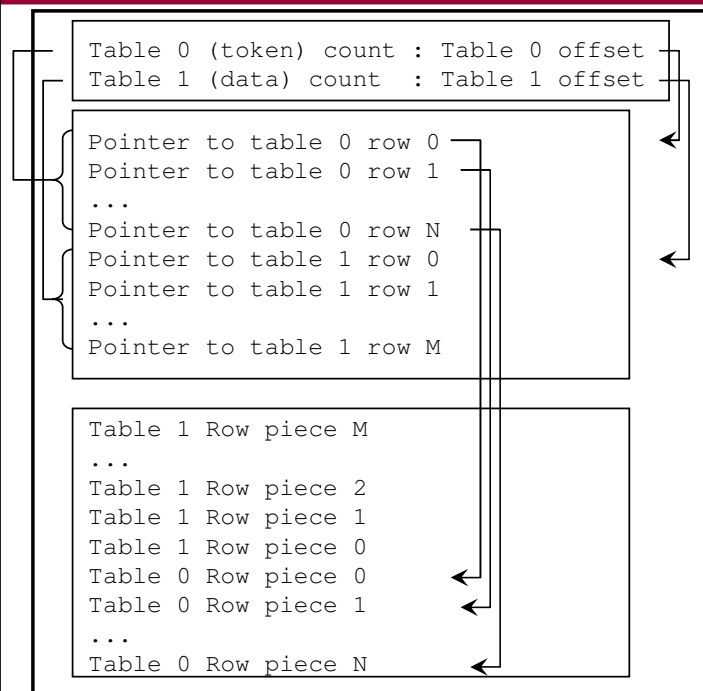 Table 0 (token) count : Table 0 offset
Table 1 (data) count  : Table 1 offset
Pointer to table 0 row 0
Pointer to table 0 row 1
...
Pointer to table 0 row N
Pointer to table 1 row 0
Pointer to table 1 row 1
...
Pointer to table 1 row M
Table 1 Row piece M
...
Table 1 Row piece 2
Table 1 Row piece 1
Table 1 Row piece 0
Table 0 Row piece 0
Table 0 Row piece 1
...
Table 0 Row piece N